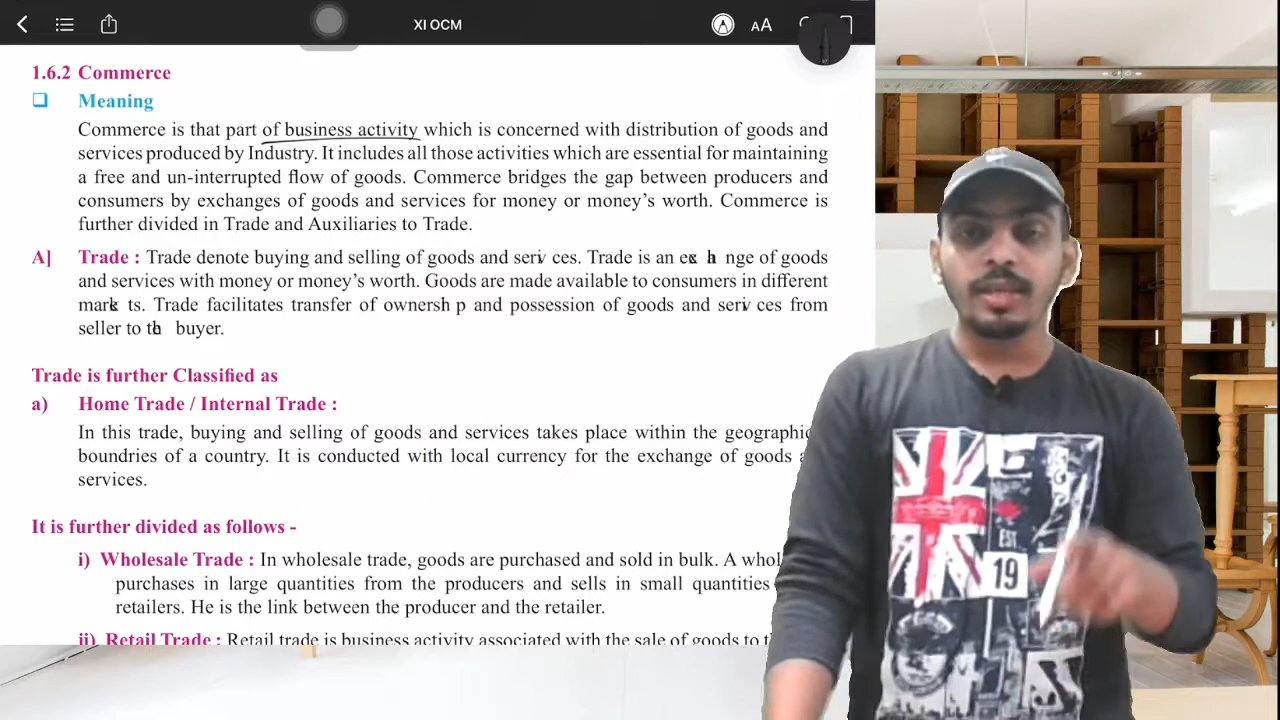 XI OCM
AA
1.6.2 Commerce
❑ Meaning
Commerce is that part of business activity which is concerned with distribution of goods and
services produced by Industry. It includes all those activities which are essential for maintaining
a free and un-interrupted flow of goods. Commerce bridges the gap between producers and
consumers by exchanges of goods and services for money or money's worth. Commerce is
further divided in Trade and Auxiliaries to Trade.
A] Trade : Trade denote buying and selling of goods and services. Trade is an exchange of goods
and services with money or money's worth. Goods are made available to consumers in different
markets. Trade facilitates transfer of ownership and possession of goods and services from
seller to the buyer.
Trade is further Classified as
a) Home Trade / Internal Trade :
In this trade, buying and selling of goods and services takes place within the geographic
boundries of a country. It is conducted with local currency for the exchange of goods
services.
It is further divided as follows -
i) Wholesale Trade : In wholesale trade, goods are purchased and sold in bulk. A whol
purchases in large quantities from the producers and sells in small quantities
retailers. He is the link between the producer and the retailer.
ii) Retail Trade : Retail trade is business activity associated with the sale of goods to
EST
19